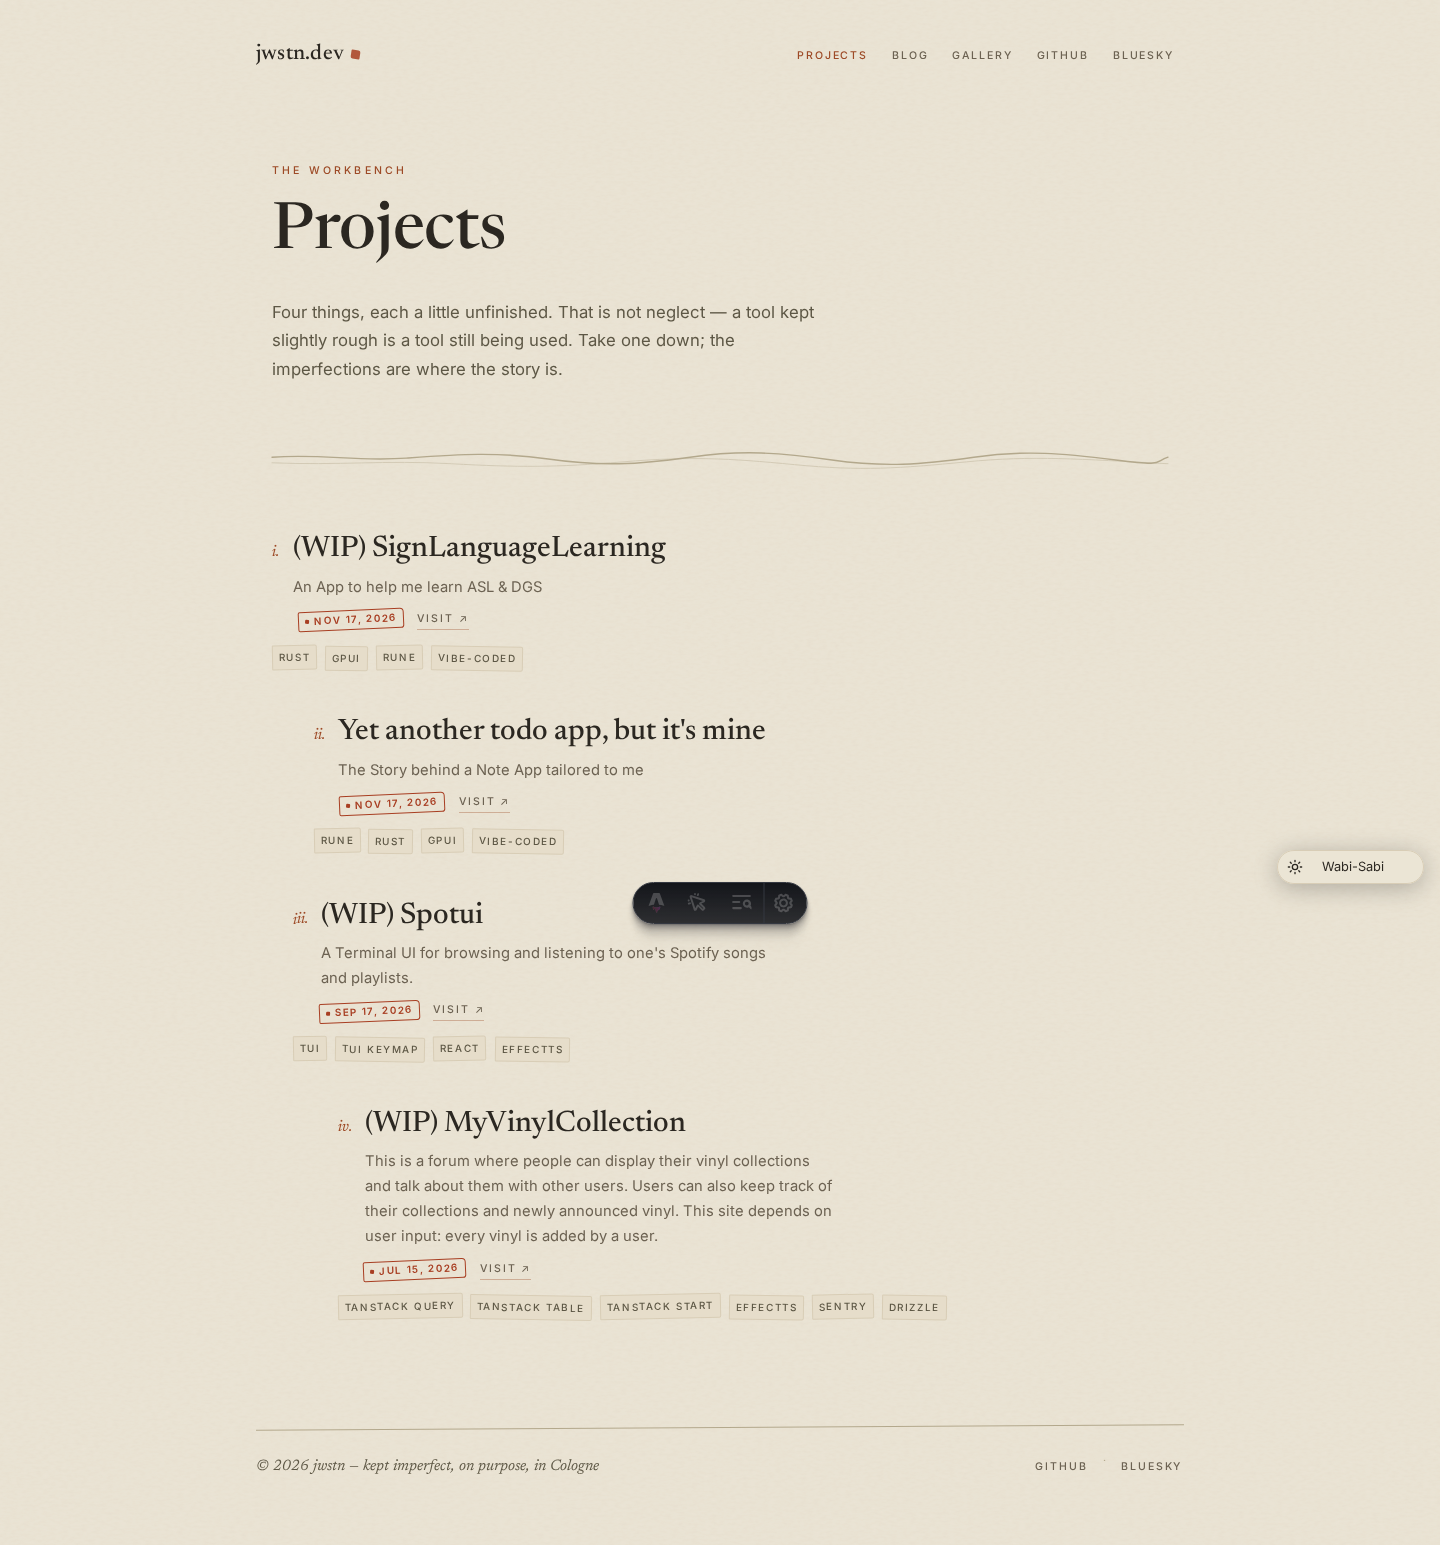 jwstn.dev
PROJECTS BLOG GALLERY GITHUB BLUESKY
THE WORKBENCH
Projects
Four things, each a little unfinished. That is not neglect — a tool kept
slightly rough is a tool still being used. Take one down; the
imperfections are where the story is.
i. (WIP) SignLanguageLearning
An App to help me learn ASL & DGS
NOV 17, 2026 VISIT ↗
RUST GPUI RUNE VIBE-CODED
ii. Yet another todo app, but it's mine
The Story behind a Note App tailored to me
NOV 17, 2026 VISIT ↗
RUNE RUST GPUI VIBE-CODED
Wabi-Sabi
iii. (WIP) Spotui
A Terminal UI for browsing and listening to one's Spotify songs
and playlists.
SEP 17, 2026 VISIT ↗
TUI TUI KEYMAP REACT EFFECTTS
iv. (WIP) MyVinylCollection
This is a forum where people can display their vinyl collections
and talk about them with other users. Users can also keep track of
their collections and newly announced vinyl. This site depends on
user input: every vinyl is added by a user.
JUL 15, 2026 VISIT ↗
TANSTACK QUERY TANSTACK TABLE TANSTACK START EFFECTTS SENTRY DRIZZLE
© 2026 jwstn — kept imperfect, on purpose, in Cologne
GITHUB · BLUESKY